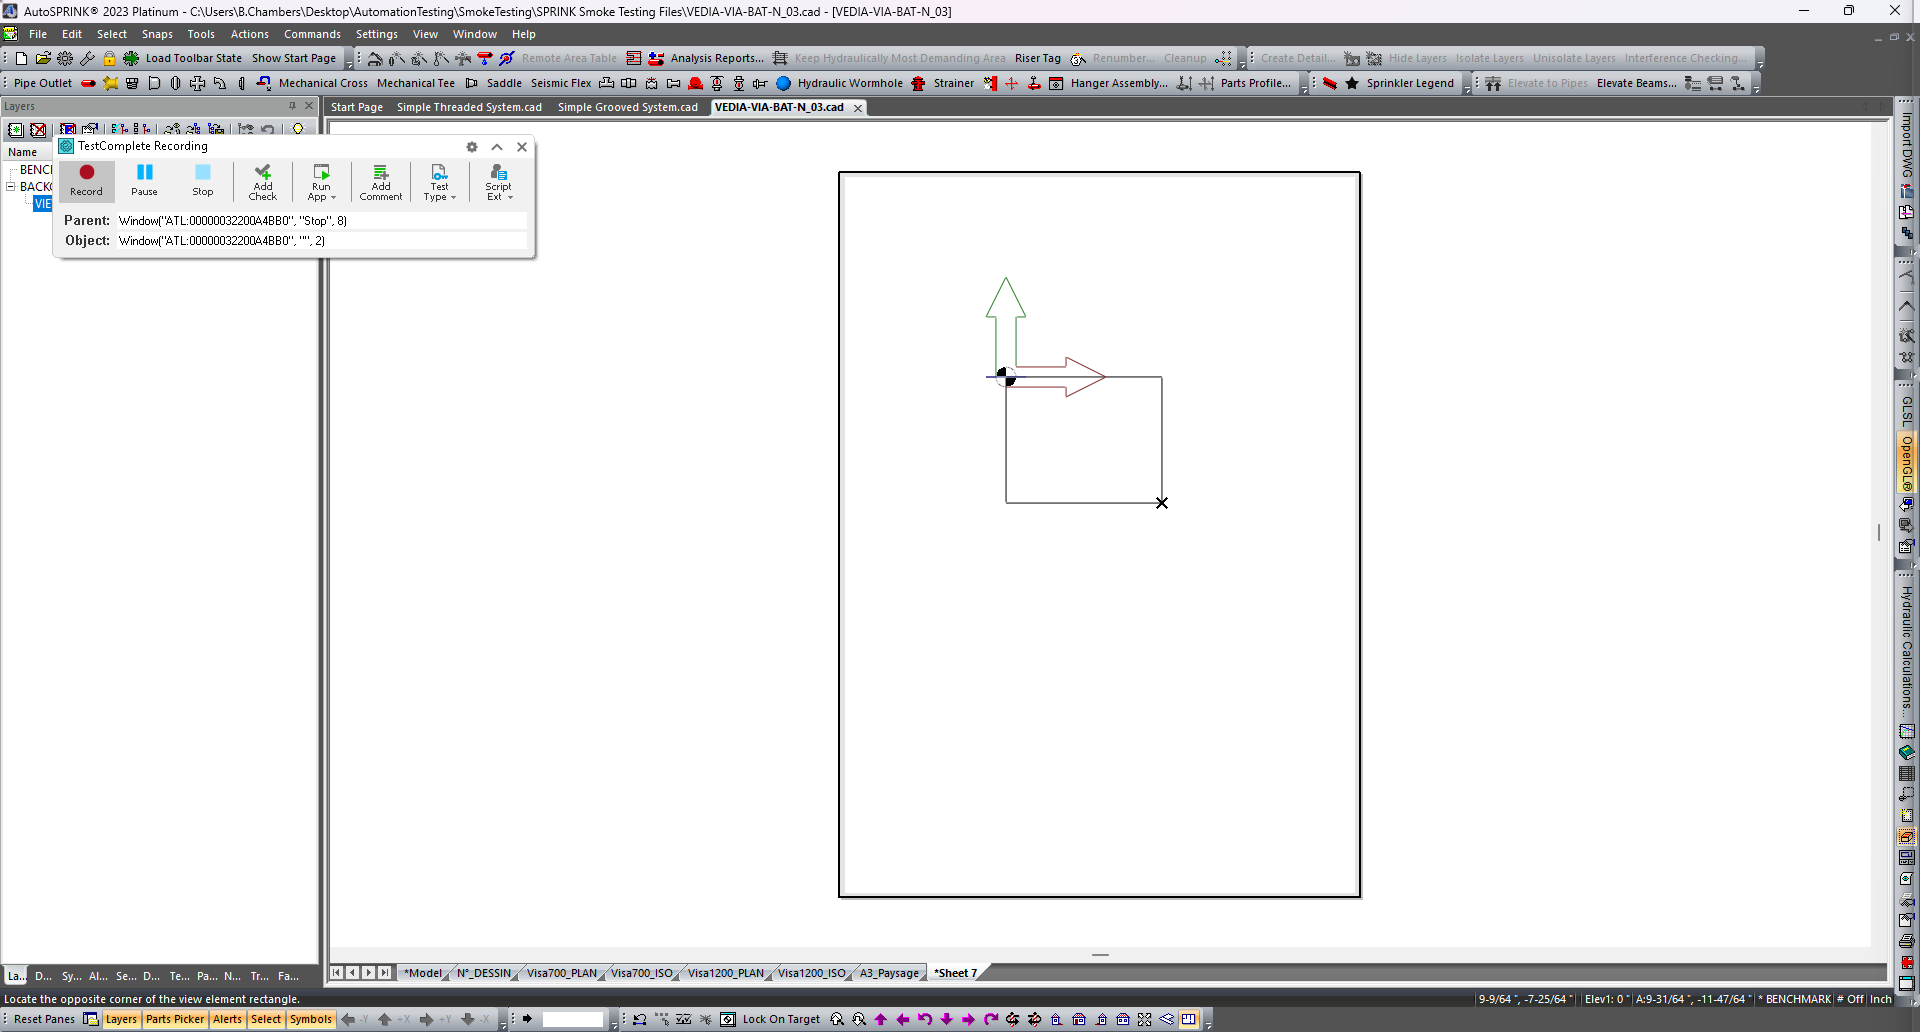 AutoSPRINK® 2023 Platinum - C:\Users\B.Chambers\Desktop\AutomationTesting\SmokeTesting\SPRINK Smoke Testing Files\VEDIA-VIA-BAT-N_03.cad - [VEDIA-VIA-BAT-N_03]
File Edit Select Snaps Tools Actions Commands Settings View Window Help
Load Toolbar State Show Start Page Remote Area Table Analysis Reports... Keep Hydraulically Most Demanding Area Riser Tag Renumber... Cleanup Create Detail... Hide Layers Isolate Layers Unisolate Layers Interference Checking...
Pipe Outlet Mechanical Cross Mechanical Tee Saddle Seismic Flex Hydraulic Wormhole Strainer Hanger Assembly... Parts Profile... Sprinkler Legend Elevate to Pipes Elevate Beams...
Layers
Start Page Simple Threaded System.cad Simple Grooved System.cad VEDIA-VIA-BAT-N_03.cad
Name
BENC
BACK
VIE
TestComplete Recording
Record Pause Stop Add Check Run App Add Comment Test Type Script Ext
Parent: Window("ATL:00000032200A4BB0", "Stop", 8)
Object: Window("ATL:00000032200A4BB0", "", 2)
Import DWG
GLSL
OpenGL®
Hydraulic Calculations...
La... D... Sy... Al... Se... D... Te... Pa... N... Tr... Fa...
*Model N°_DESSIN Visa700_PLAN Visa700_ISO Visa1200_PLAN Visa1200_ISO A3_Paysage *Sheet 7
Locate the opposite corner of the view element rectangle.
9-9/64 ", -7-25/64 " Elev1: 0 " A:9-31/64 ", -11-47/64 " * BENCHMARK # Off Inch
Reset Panes Layers Parts Picker Alerts Select Symbols -Y +X +Y -X Lock On Target